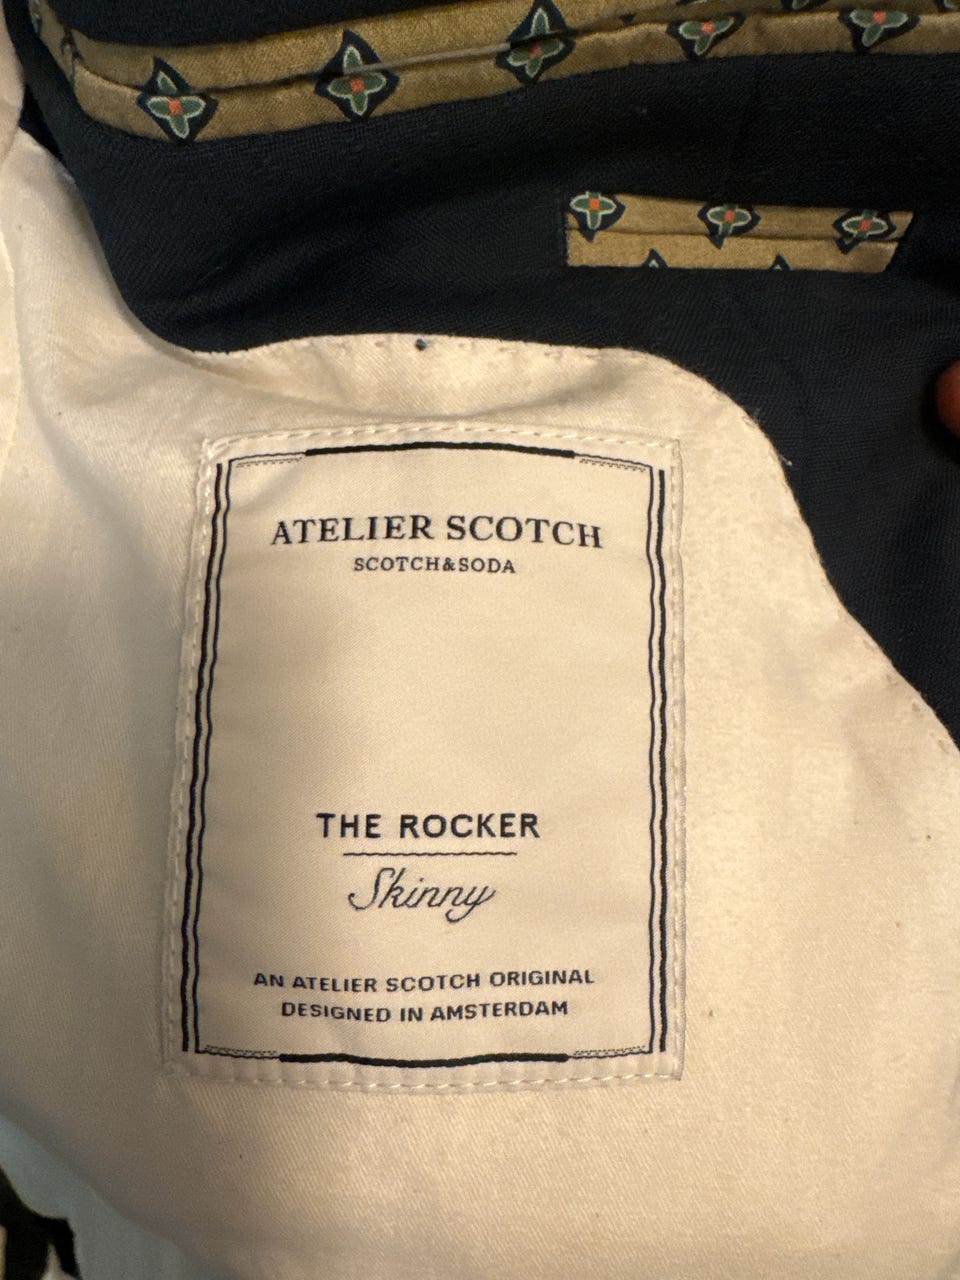 ATELIER SCOTCH
SCOTCH&SODA
THE ROCKER
Skinny
AN ATELIER SCOTCH ORIGINAL
DESIGNED IN AMSTERDAM